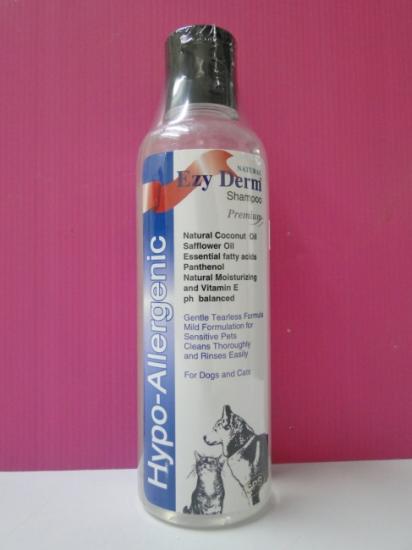 NATURAL
Ezy Derm
Shampoo
Premium
Natural Coconut Oil
Safflower Oil
Essential fatty acids
Panthenol
Natural Moisturizing
and Vitamin E
ph balanced
Gentle Tearless Formula
Mild Formulation for
Sensitive Pets
Cleans Thoroughly
and Rinses Easily
For Dogs and Cats
Hypo-Allergenic